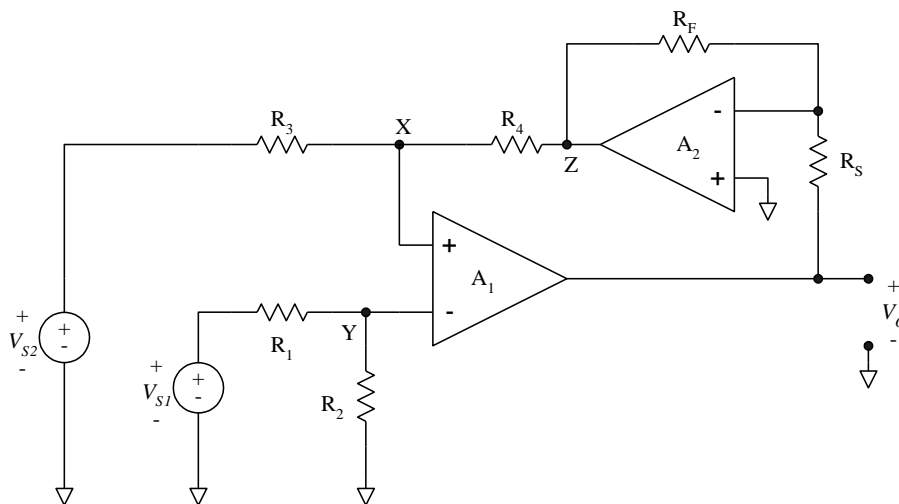 R_F
R_3
X
R_4
Z
-
A_2
+
R_S
+
A_1
-
+
V_S2
-
+
-
R_1
Y
+
V_S1
-
+
-
R_2
+
V
-